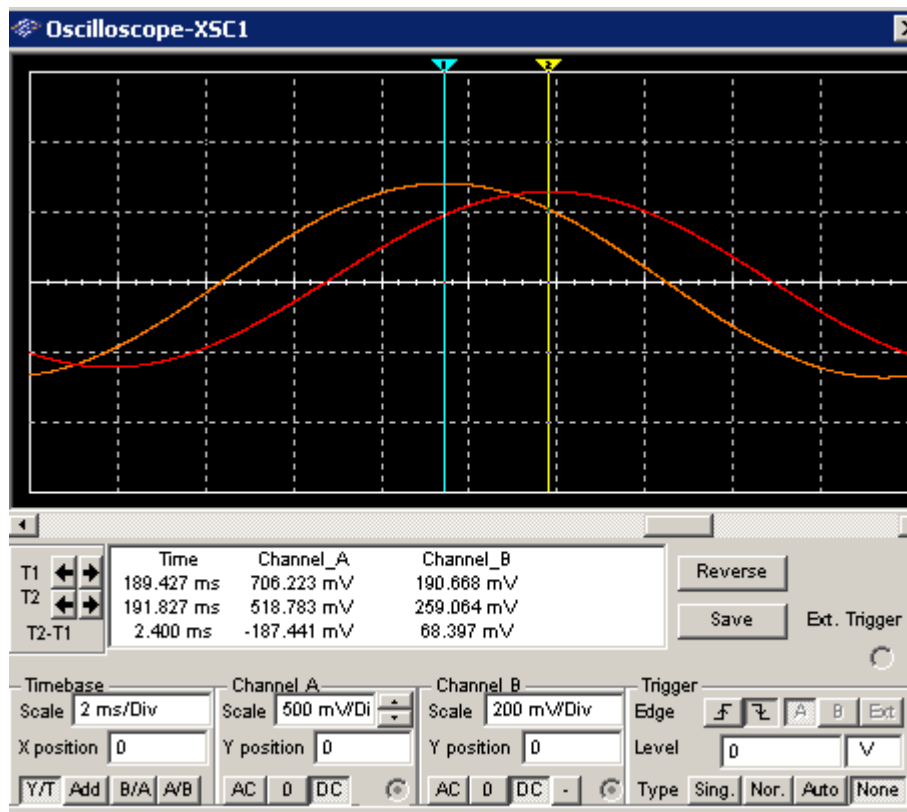 Oscilloscope-XSC1
X
1 2
Time Channel_A Channel_B
T1 189.427 ms 706.223 mV 190.668 mV
T2 191.827 ms 518.783 mV 259.064 mV
T2-T1 2.400 ms -187.441 mV 68.397 mV
Reverse
Save
Ext. Trigger
Timebase
Scale 2 ms/Div
X position 0
Y/T Add B/A A/B
Channel A
Scale 500 mV/Di
Y position 0
AC 0 DC
Channel B
Scale 200 mV/Div
Y position 0
AC 0 DC -
Trigger
Edge A B Ext
Level 0 V
Type Sing. Nor. Auto None